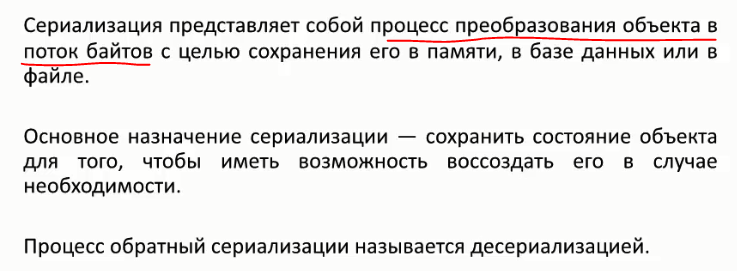 Сериализация представляет собой процесс преобразования объекта в
поток байтов с целью сохранения его в памяти, в базе данных или в
файле.
Основное назначение сериализации — сохранить состояние объекта
для того, чтобы иметь возможность воссоздать его в случае
необходимости.
Процесс обратный сериализации называется десериализацией.